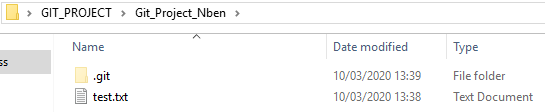 GIT_PROJECT > Git_Project_Nben >
Name Date modified Type
.git 10/03/2020 13:39 File folder
ss test.txt 10/03/2020 13:38 Text Document